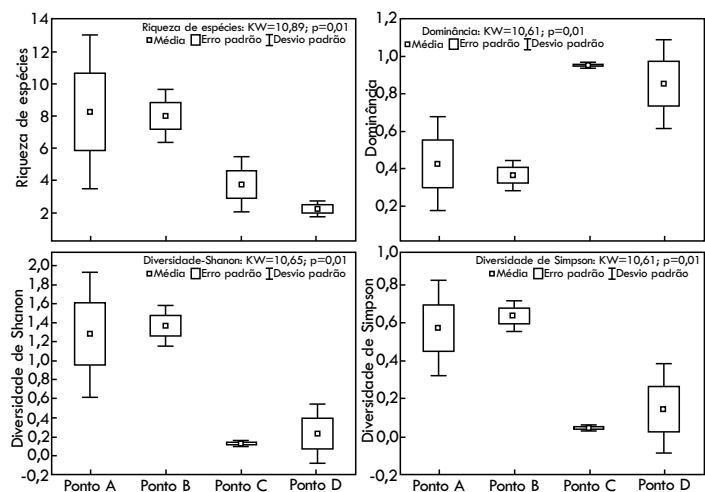 Riqueza de espécies: KW=10,89; p=0,01
Média Erro padrão Desvio padrão
Riqueza de espécies
14
12
10
8
6
4
2
Dominância: KW=10,61; p=0,01
Média Erro padrão Desvio padrão
Dominância
1,2
1,0
0,8
0,6
0,4
0,2
Diversidade-Shanon: KW=10,65; p=0,01
Média Erro padrão Desvio padrão
Diversidade de Shanon
2,0
1,8
1,6
1,4
1,2
1,0
0,8
0,6
0,4
0,2
0,0
-0,2
Ponto A Ponto B Ponto C Ponto D
Diversidade de Simpson: KW=10,61; p=0,01
Média Erro padrão Desvio padrão
Diversidade de Simpson
1,0
0,8
0,6
0,4
0,2
0,0
-0,2
Ponto A Ponto B Ponto C Ponto D